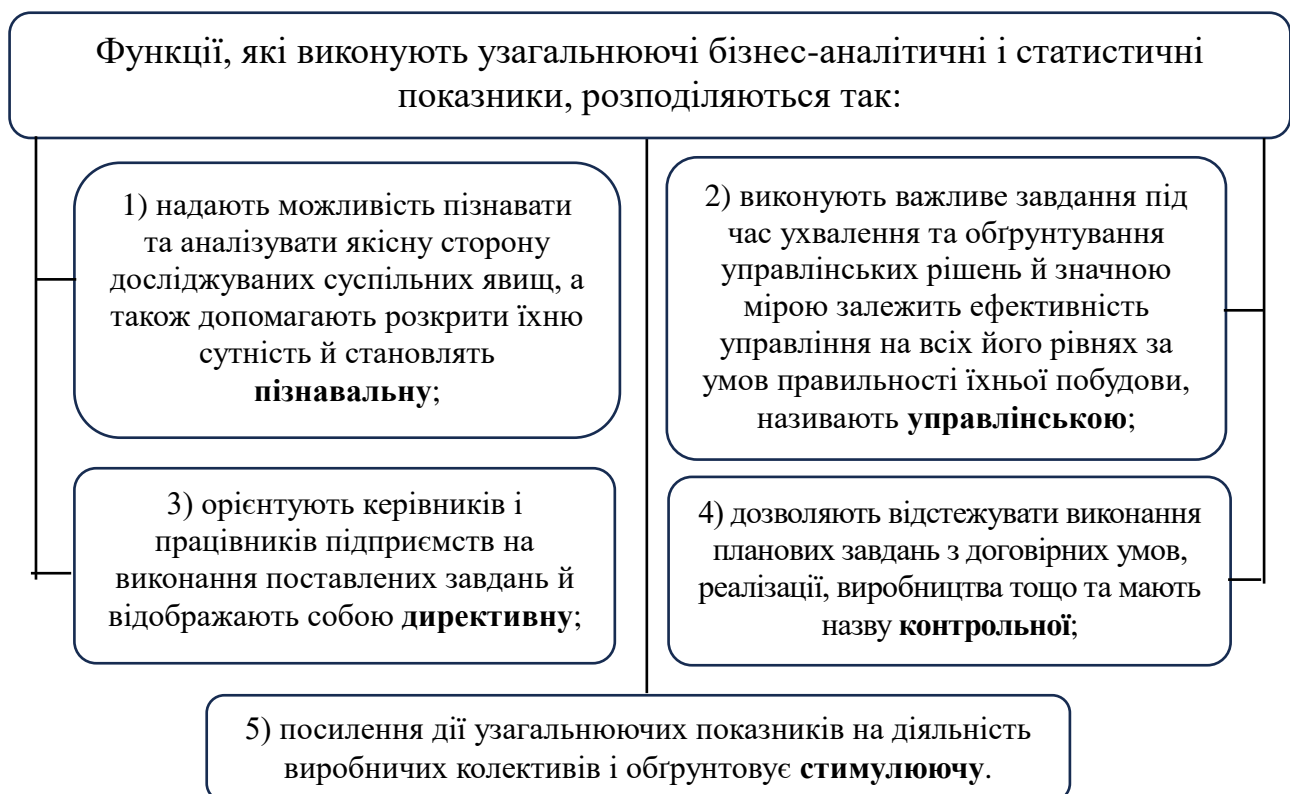 Функції, які виконують узагальнюючі бізнес-аналітичні і статистичні
показники, розподіляються так:
1) надають можливість пізнавати
та аналізувати якісну сторону
досліджуваних суспільних явищ, а
також допомагають розкрити їхню
сутність й становлять
пізнавальну;
2) виконують важливе завдання під
час ухвалення та обґрунтування
управлінських рішень й значною
мірою залежить ефективність
управління на всіх його рівнях за
умов правильності їхньої побудови,
називають управлінською;
3) орієнтують керівників і
працівників підприємств на
виконання поставлених завдань й
відображають собою директивну;
4) дозволяють відстежувати виконання
планових завдань з договірних умов,
реалізації, виробництва тощо та мають
назву контрольної;
5) посилення дії узагальнюючих показників на діяльність
виробничих колективів і обґрунтовує стимулюючу.